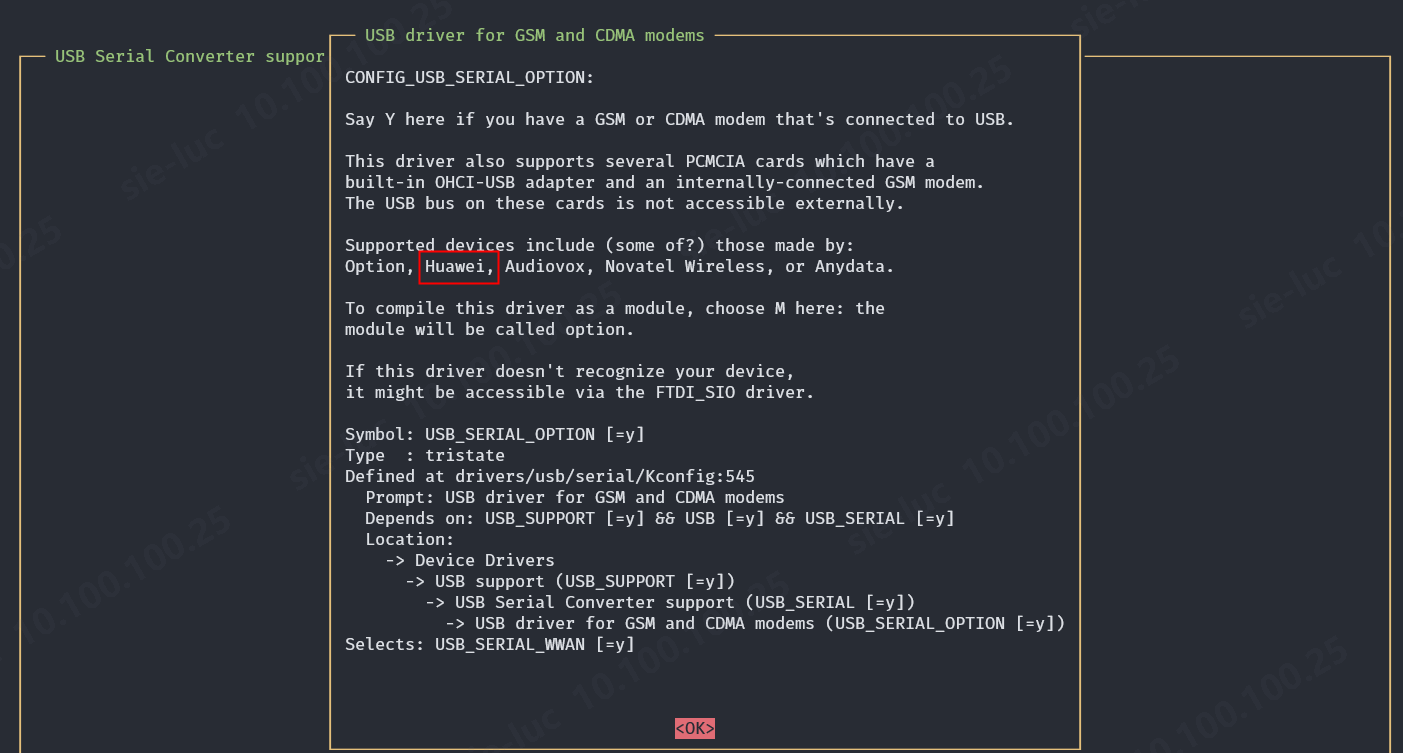 USB driver for GSM and CDMA modems
USB Serial Converter suppor
CONFIG_USB_SERIAL_OPTION:
Say Y here if you have a GSM or CDMA modem that's connected to USB.
This driver also supports several PCMCIA cards which have a
built-in OHCI-USB adapter and an internally-connected GSM modem.
The USB bus on these cards is not accessible externally.
Supported devices include (some of?) those made by:
Option, Huawei, Audiovox, Novatel Wireless, or Anydata.
To compile this driver as a module, choose M here: the
module will be called option.
If this driver doesn't recognize your device,
it might be accessible via the FTDI_SIO driver.
Symbol: USB_SERIAL_OPTION [=y]
Type  : tristate
Defined at drivers/usb/serial/Kconfig:545
Prompt: USB driver for GSM and CDMA modems
Depends on: USB_SUPPORT [=y] && USB [=y] && USB_SERIAL [=y]
Location:
-> Device Drivers
-> USB support (USB_SUPPORT [=y])
-> USB Serial Converter support (USB_SERIAL [=y])
-> USB driver for GSM and CDMA modems (USB_SERIAL_OPTION [=y])
Selects: USB_SERIAL_WWAN [=y]
<OK>
sie-luc 10.100.100.25